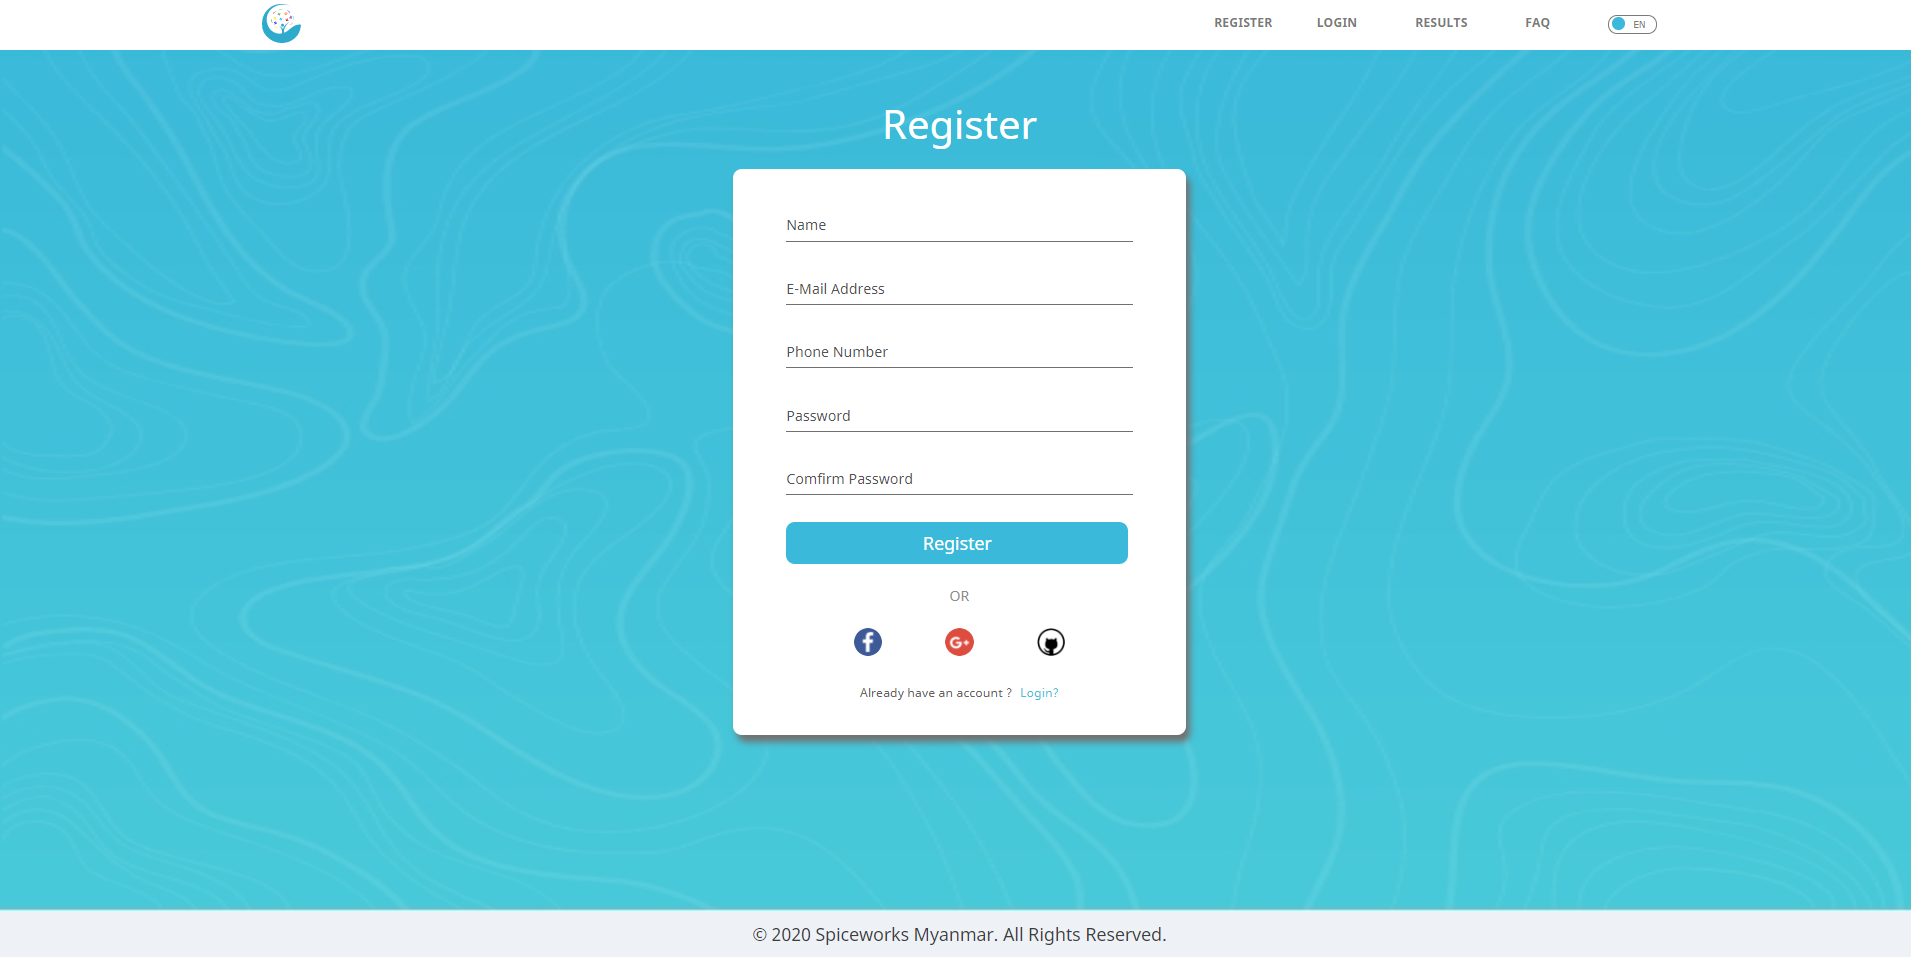 REGISTER LOGIN RESULTS FAQ EN
Register
Name
E-Mail Address
Phone Number
Password
Comfirm Password
Register
OR
f G+
Already have an account ? Login?
© 2020 Spiceworks Myanmar. All Rights Reserved.